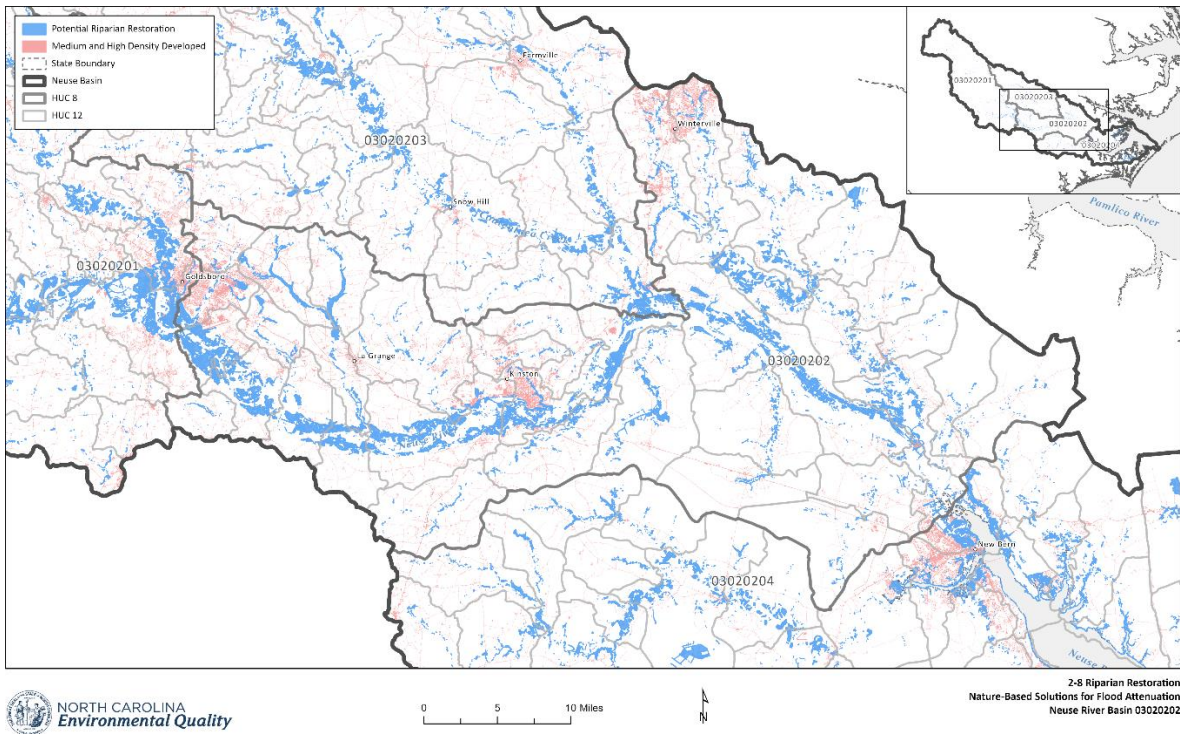 Potential Riparian Restoration
Medium and High Density Developed
State Boundary
Neuse Basin
HUC 8
HUC 12
03020201
03020203
03020202
Pamlico River
Farmville
Winterville
03020203
Snow Hill
03020201
Goldsboro
La Grange
Kinston
03020202
New Bern
03020204
Neuse
NORTH CAROLINA
Environmental Quality
0 5 10 Miles
N
2-8 Riparian Restoration
Nature-Based Solutions for Flood Attenuation
Neuse River Basin 03020202